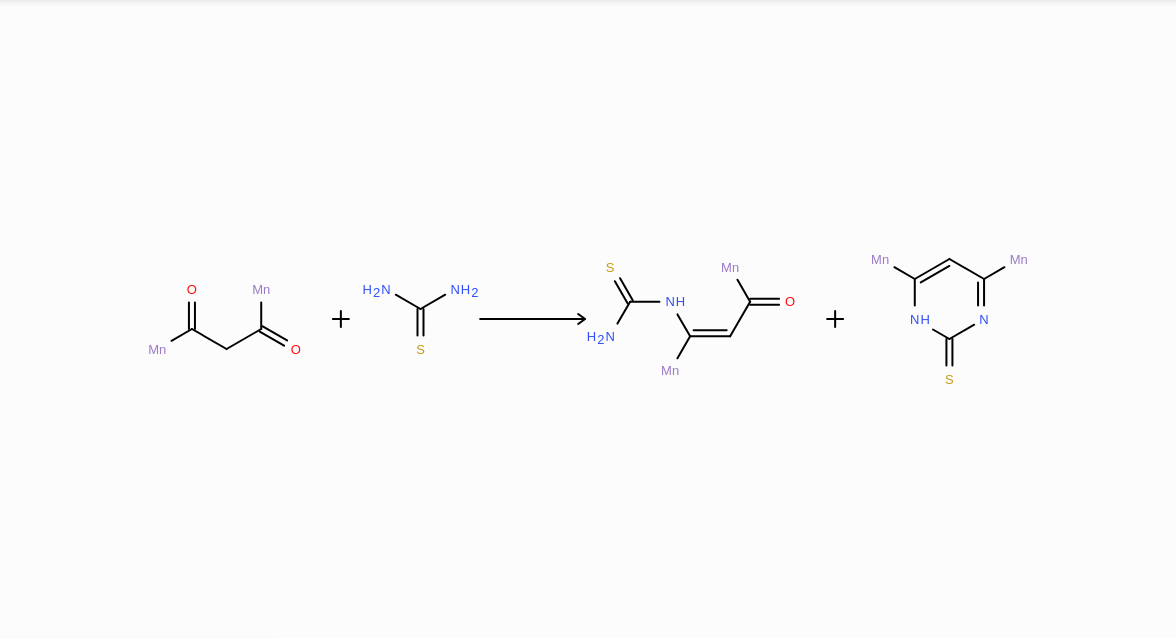 O Mn
Mn O
+
H2N NH2
S
S Mn
NH O
H2N
Mn
+
Mn Mn
NH N
S